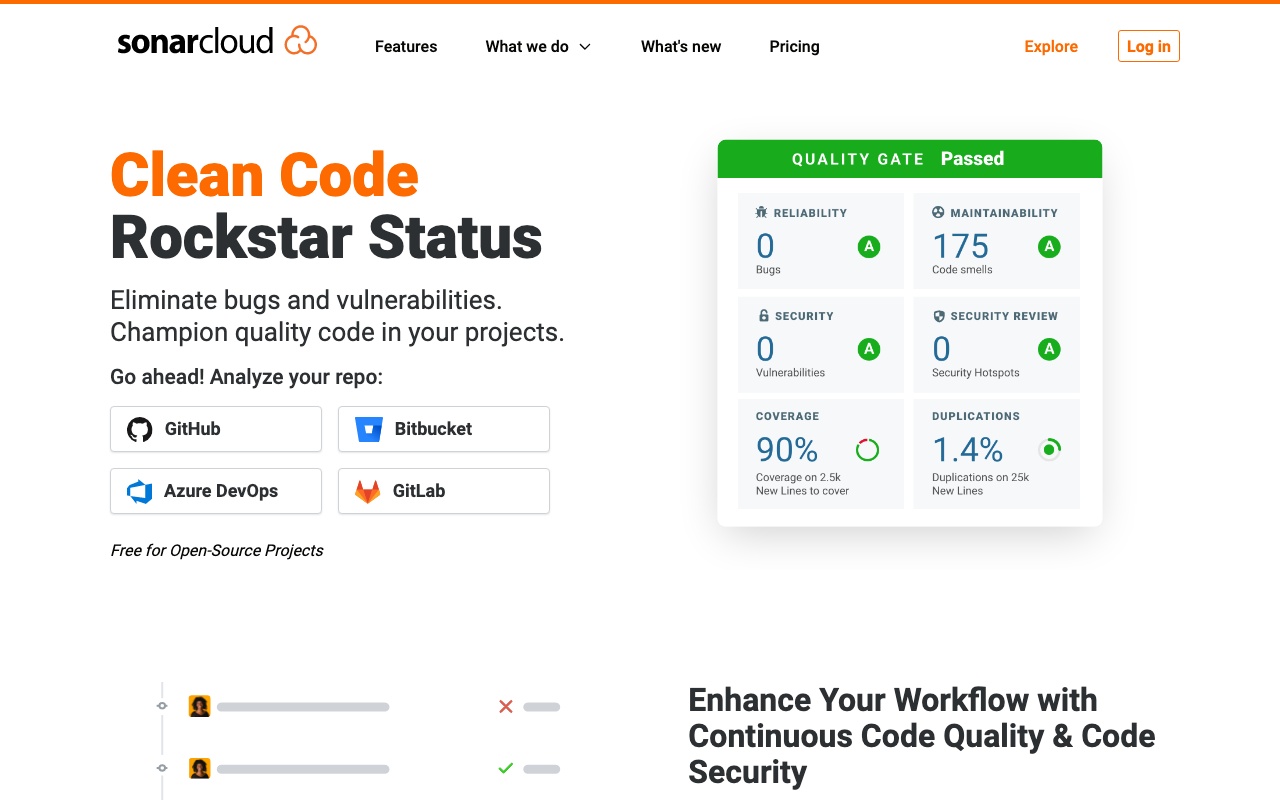 sonarcloud
Features
What we do
What's new
Pricing
Explore
Log in
Clean Code
Rockstar Status
Eliminate bugs and vulnerabilities.
Champion quality code in your projects.
Go ahead! Analyze your repo:
GitHub
Bitbucket
Azure DevOps
GitLab
Free for Open-Source Projects
QUALITY GATE Passed
RELIABILITY
0
A
Bugs
MAINTAINABILITY
175
A
Code smells
SECURITY
0
A
Vulnerabilities
SECURITY REVIEW
0
A
Security Hotspots
COVERAGE
90%
Coverage on 2.5k
New Lines to cover
DUPLICATIONS
1.4%
Duplications on 25k
New Lines
Enhance Your Workflow with
Continuous Code Quality & Code
Security